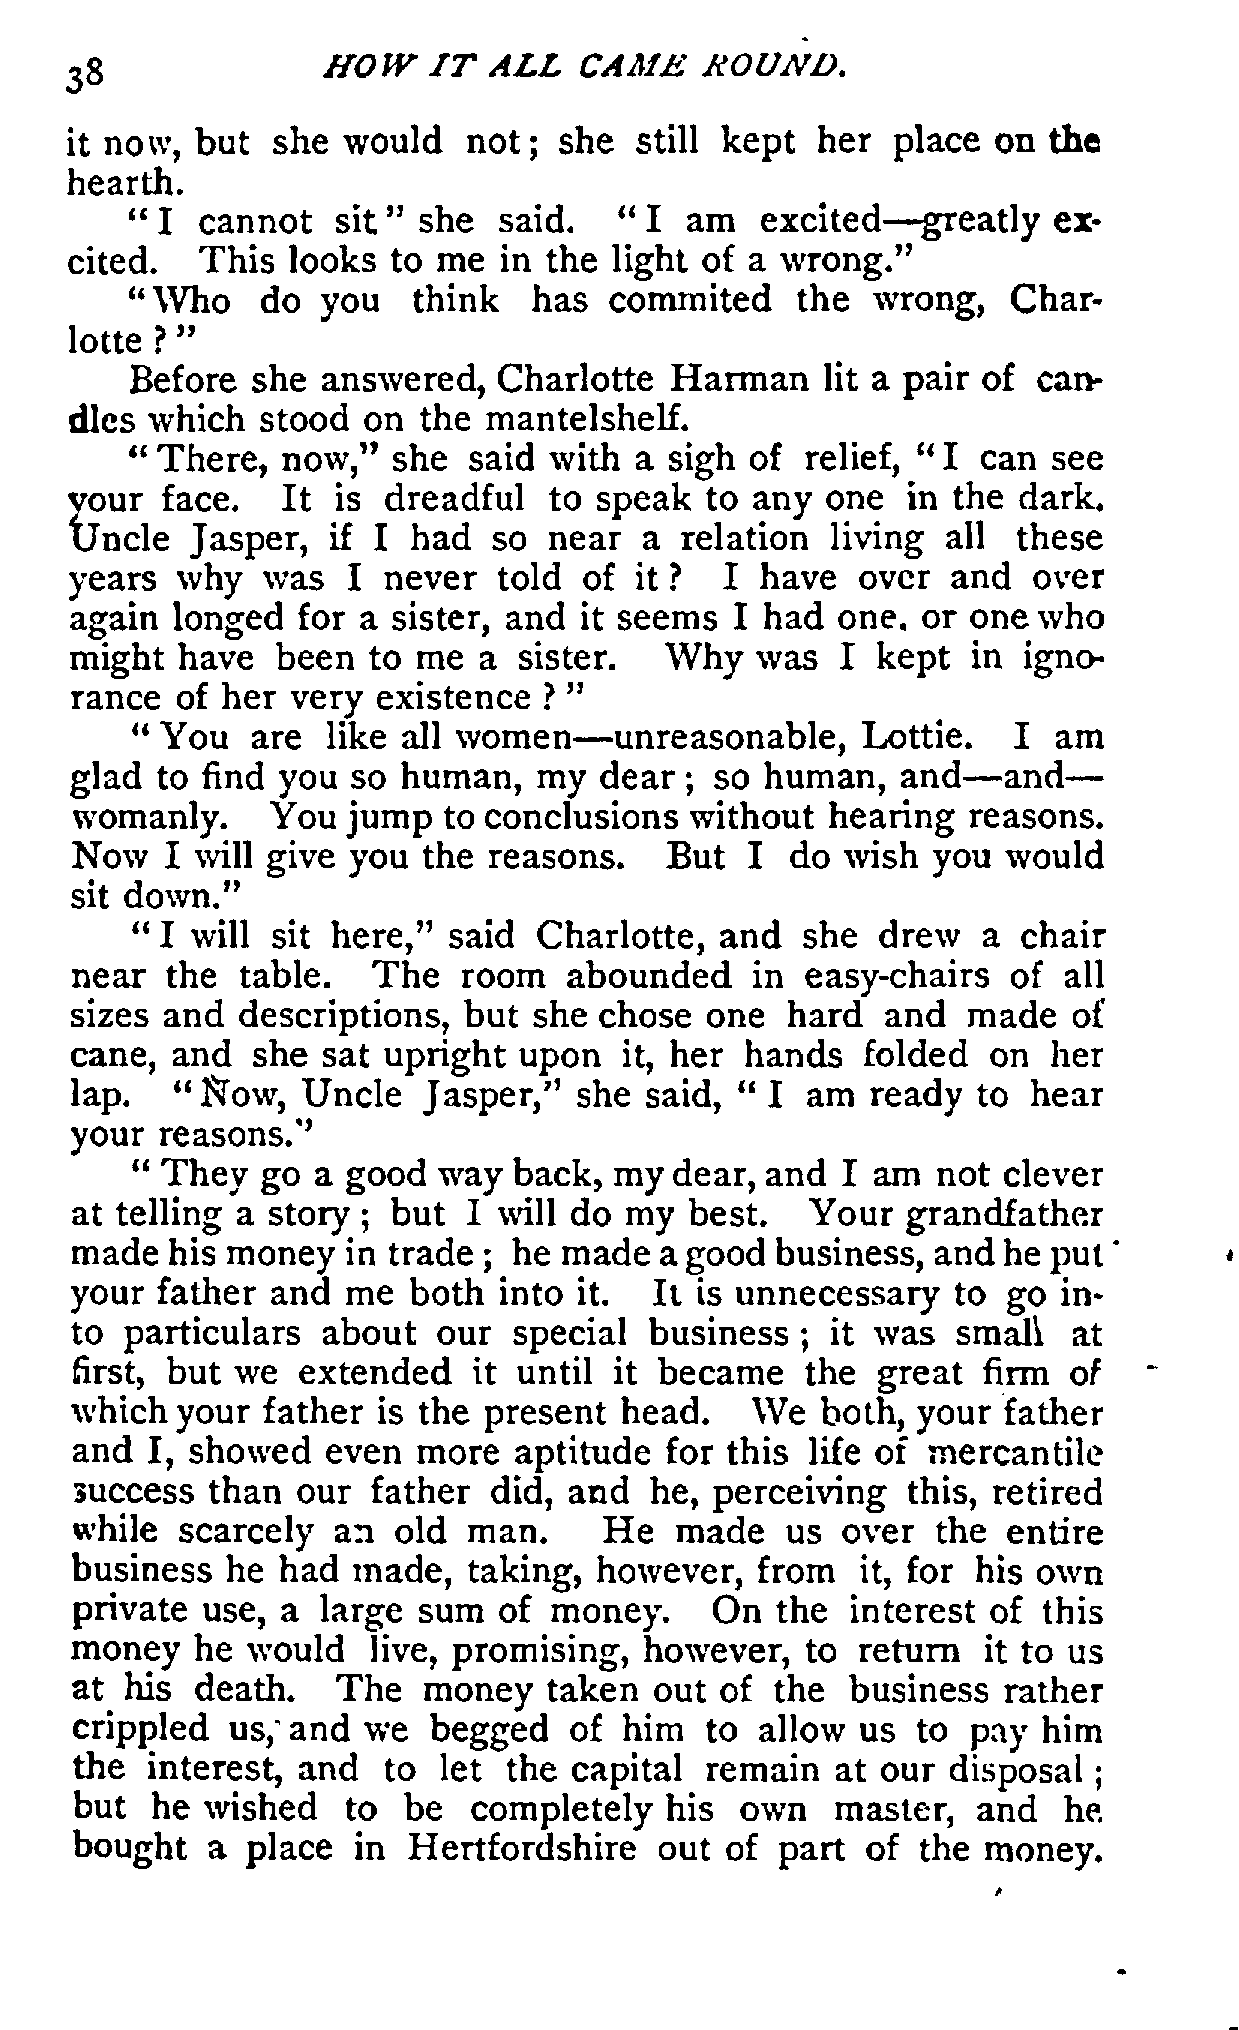 38 HOW IT ALL CAME ROUND.
it now, but she would not; she still kept her place on the
hearth.
"I cannot sit" she said. "I am excited—greatly ex-
cited. This looks to me in the light of a wrong."
"Who do you think has commited the wrong, Char-
lotte?"
Before she answered, Charlotte Harman lit a pair of can-
dles which stood on the mantelshelf.
"There, now," she said with a sigh of relief, "I can see
your face. It is dreadful to speak to any one in the dark.
Uncle Jasper, if I had so near a relation living all these
years why was I never told of it? I have over and over
again longed for a sister, and it seems I had one, or one who
might have been to me a sister. Why was I kept in igno-
rance of her very existence?"
"You are like all women—unreasonable, Lottie. I am
glad to find you so human, my dear; so human, and—and—
womanly. You jump to conclusions without hearing reasons.
Now I will give you the reasons. But I do wish you would
sit down."
"I will sit here," said Charlotte, and she drew a chair
near the table. The room abounded in easy-chairs of all
sizes and descriptions, but she chose one hard and made of
cane, and she sat upright upon it, her hands folded on her
lap. "Now, Uncle Jasper," she said, "I am ready to hear
your reasons."
"They go a good way back, my dear, and I am not clever
at telling a story; but I will do my best. Your grandfather
made his money in trade; he made a good business, and he put
your father and me both into it. It is unnecessary to go in-
to particulars about our special business; it was small at
first, but we extended it until it became the great firm of
which your father is the present head. We both, your father
and I, showed even more aptitude for this life of mercantile
success than our father did, and he, perceiving this, retired
while scarcely an old man. He made us over the entire
business he had made, taking, however, from it, for his own
private use, a large sum of money. On the interest of this
money he would live, promising, however, to return it to us
at his death. The money taken out of the business rather
crippled us, and we begged of him to allow us to pay him
the interest, and to let the capital remain at our disposal;
but he wished to be completely his own master, and he
bought a place in Hertfordshire out of part of the money.